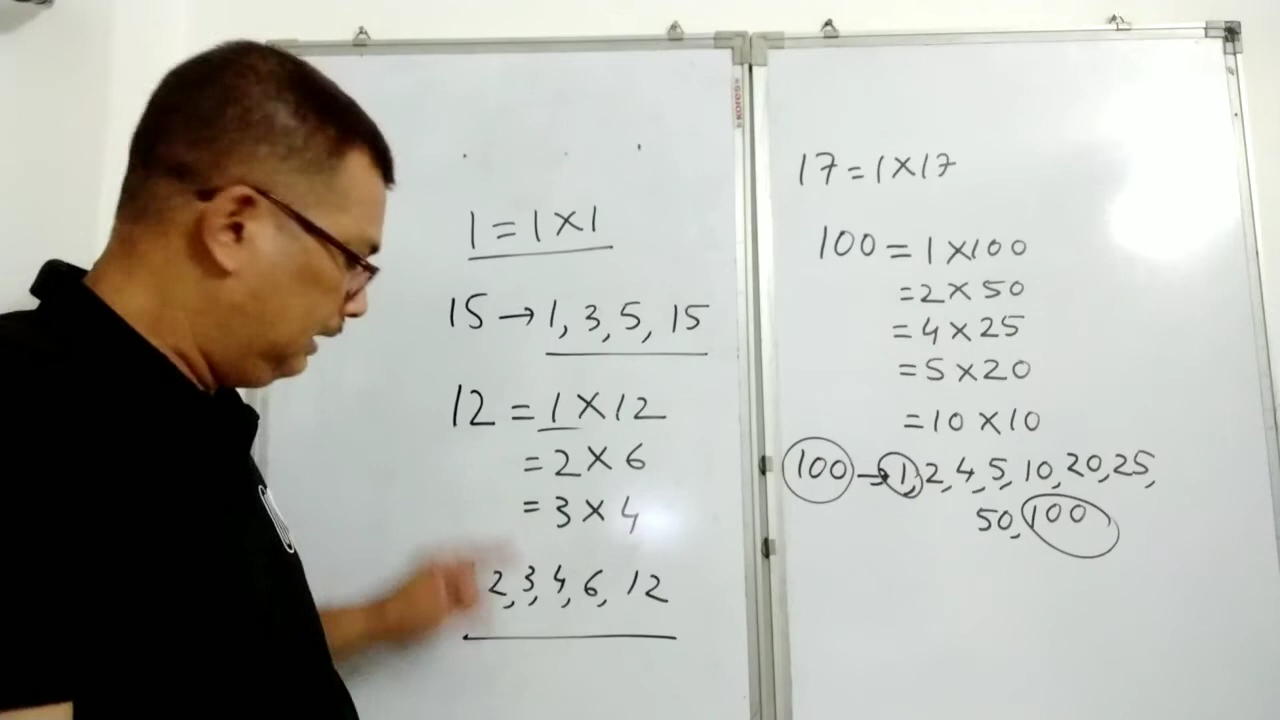 1 = 1 × 1
15 → 1, 3, 5, 15
12 = 1 × 12
= 2 × 6
= 3 × 4
2, 3, 4, 6, 12
kores
17 = 1 × 17
100 = 1 × 100
= 2 × 50
= 4 × 25
= 5 × 20
= 10 × 10
100 → 1, 2, 4, 5, 10, 20, 25,
50, 100